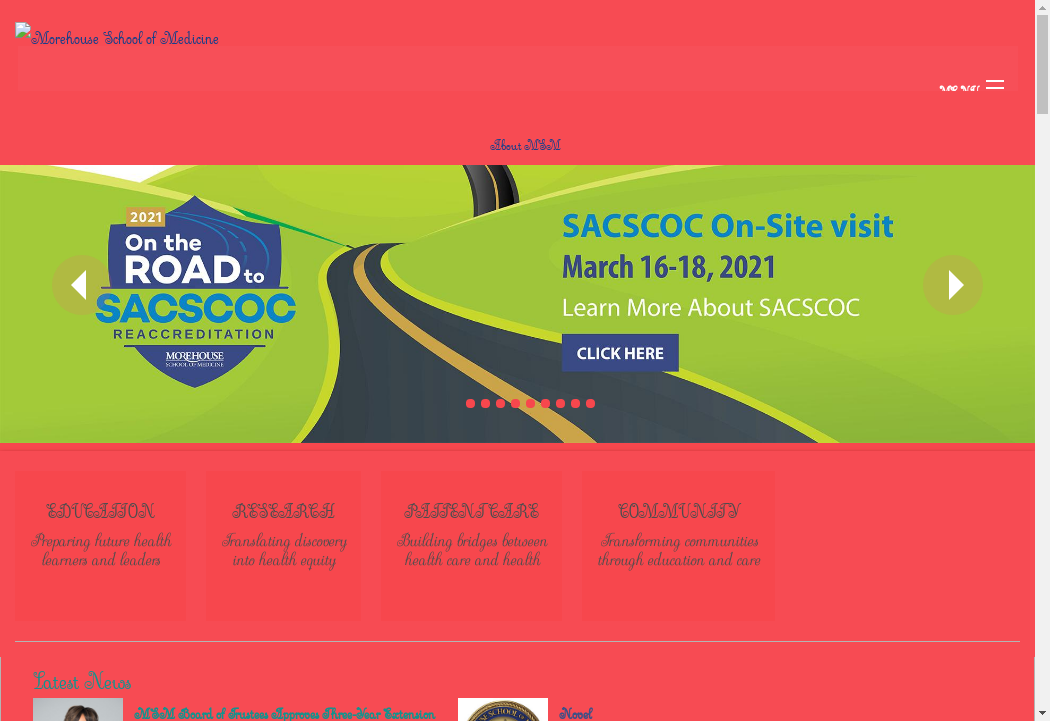 Morehouse School of Medicine
About MSM
2021
On the
ROAD to
SACSCOC
REACCREDITATION
MOREHOUSE
SCHOOL OF MEDICINE
SACSCOC On-Site visit
March 16-18, 2021
Learn More About SACSCOC
CLICK HERE
EDUCATION
Preparing future health
learners and leaders
RESEARCH
Translating discovery
into health equity
PATIENT CARE
Building bridges between
health care and health
COMMUNITY
Transforming communities
through education and care
Latest News
MSM Board of Trustees Approves Three-Year Extension
Novel